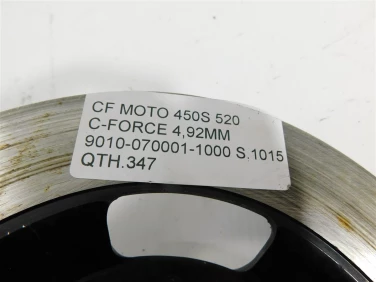 CF MOTO 450S 520
C-FORCE 4,92MM
9010-070001-1000 S.1015
QTH.347